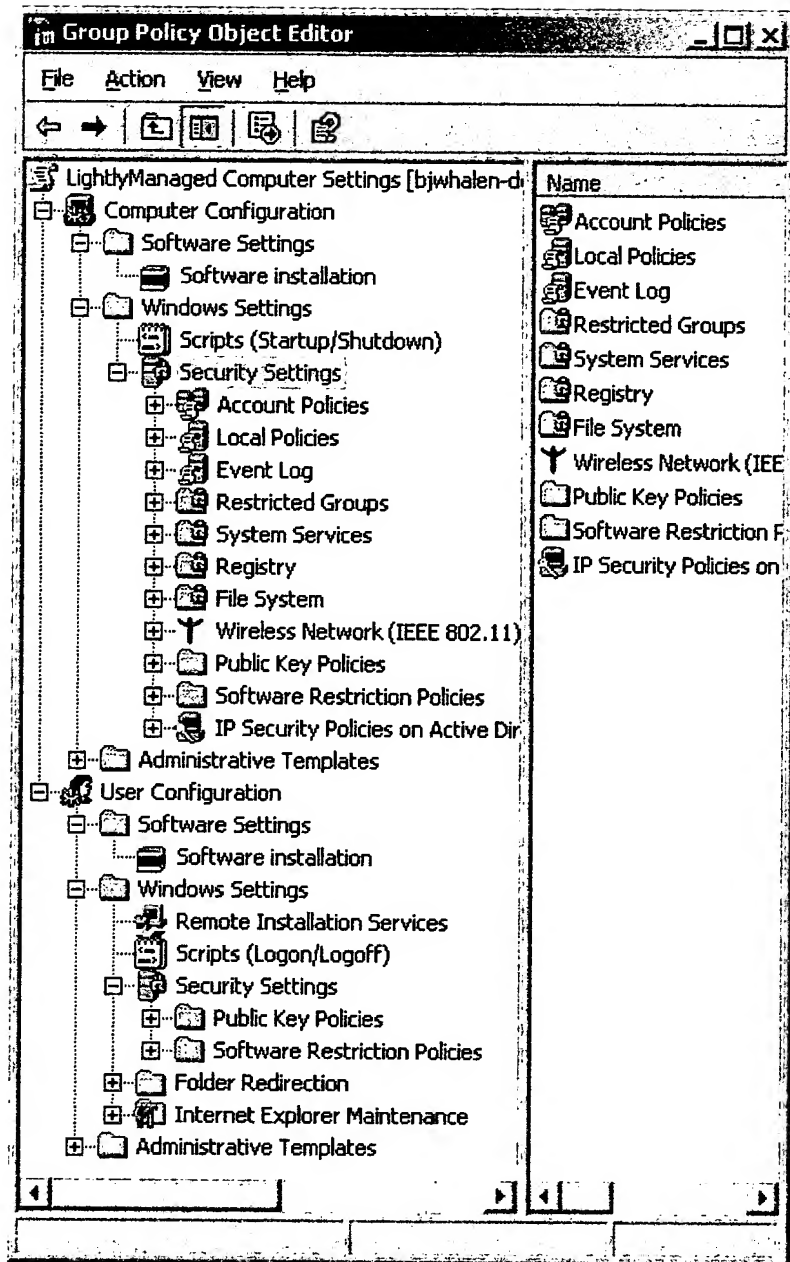 Group Policy Object Editor
File Action View Help
LightlyManaged Computer Settings [bjwhalen-d
Computer Configuration
Software Settings
Software installation
Windows Settings
Scripts (Startup/Shutdown)
Security Settings
Account Policies
Local Policies
Event Log
Restricted Groups
System Services
Registry
File System
Wireless Network (IEEE 802.11)
Public Key Policies
Software Restriction Policies
IP Security Policies on Active Dir
Administrative Templates
User Configuration
Software Settings
Software installation
Windows Settings
Remote Installation Services
Scripts (Logon/Logoff)
Security Settings
Public Key Policies
Software Restriction Policies
Folder Redirection
Internet Explorer Maintenance
Administrative Templates
Name
Account Policies
Local Policies
Event Log
Restricted Groups
System Services
Registry
File System
Wireless Network (IEE
Public Key Policies
Software Restriction P
IP Security Policies on